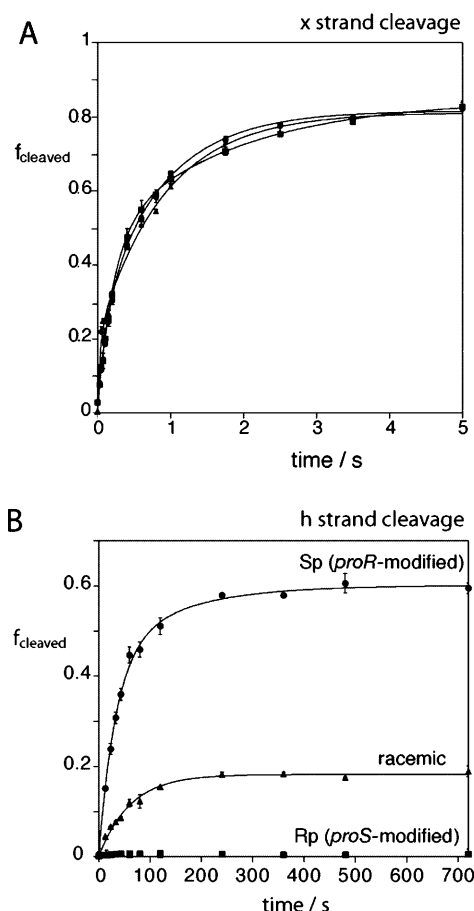 A
x strand cleavage
1
0.8
fcleaved
0.6
0.4
0.2
0
0 1 2 3 4 5
time / s
B
h strand cleavage
Sp (proR-modified)
0.6
fcleaved
0.4
racemic
0.2
Rp (proS-modified)
0
0 100 200 300 400 500 600 700
time / s